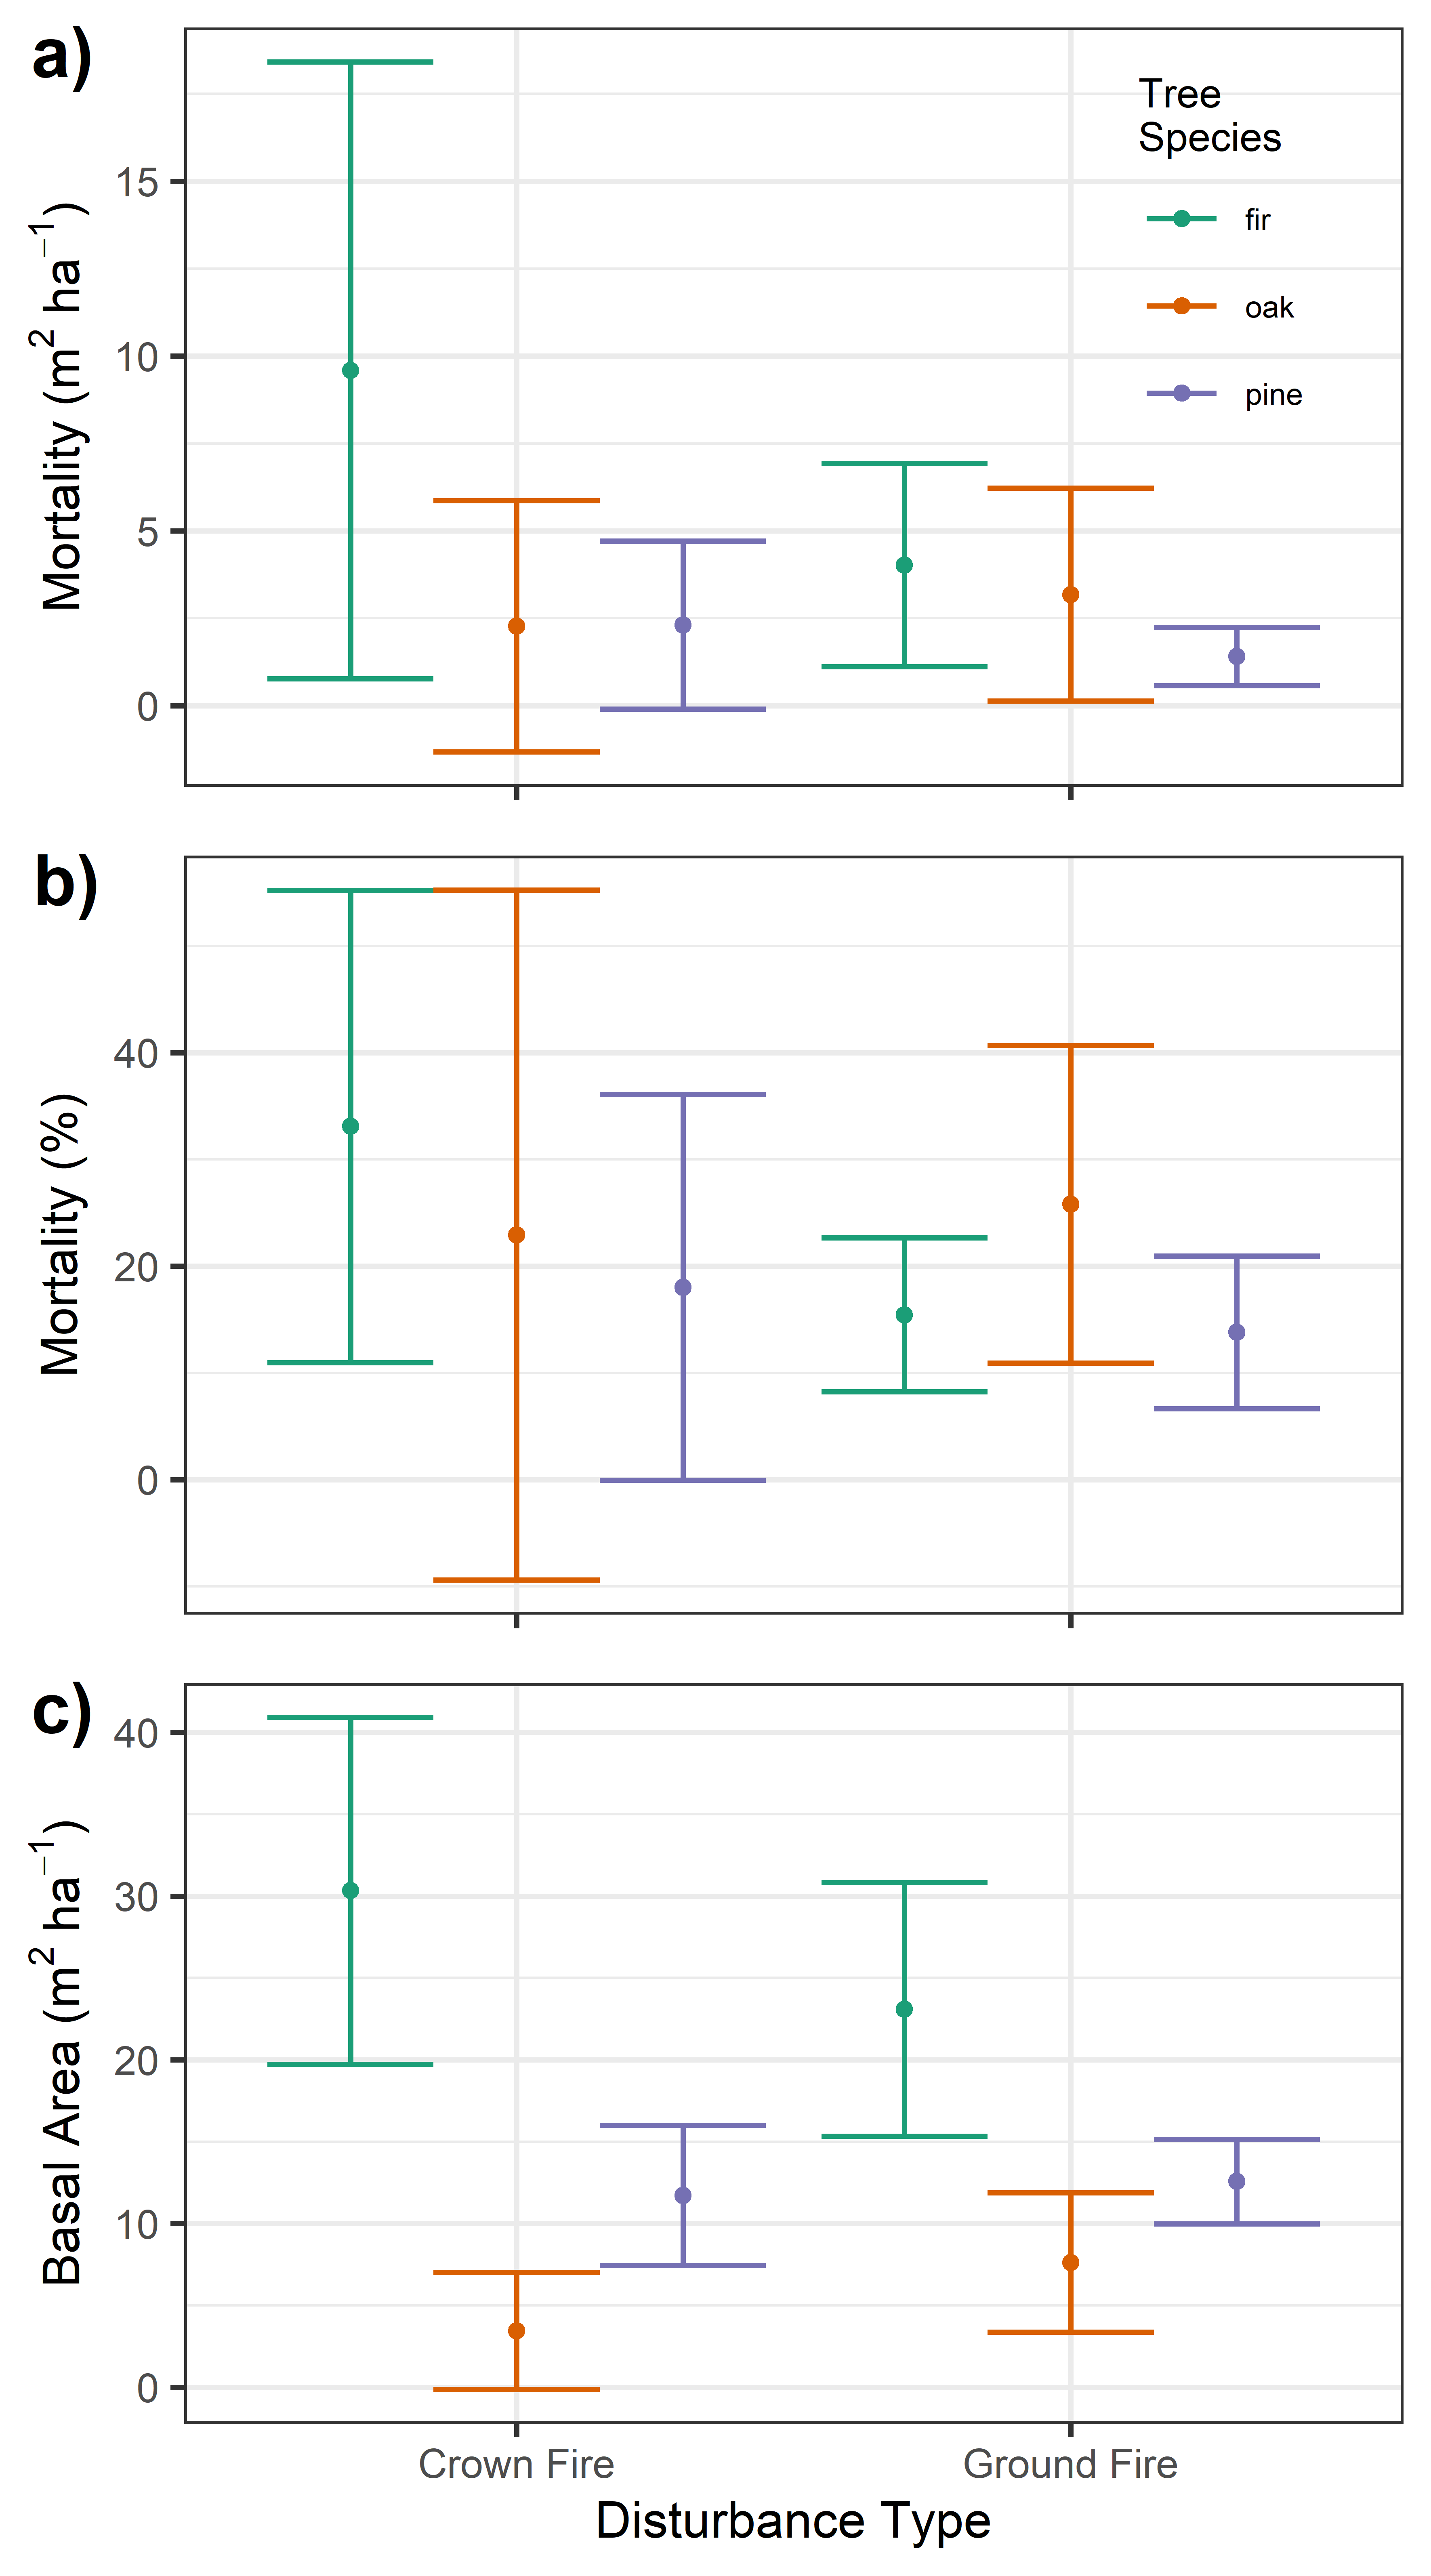 a)
Mortality (m² ha⁻¹)
15
10
5
0
Tree
Species
fir
oak
pine
b)
Mortality (%)
40
20
0
c)
Basal Area (m² ha⁻¹)
40
30
20
10
0
Crown Fire
Ground Fire
Disturbance Type